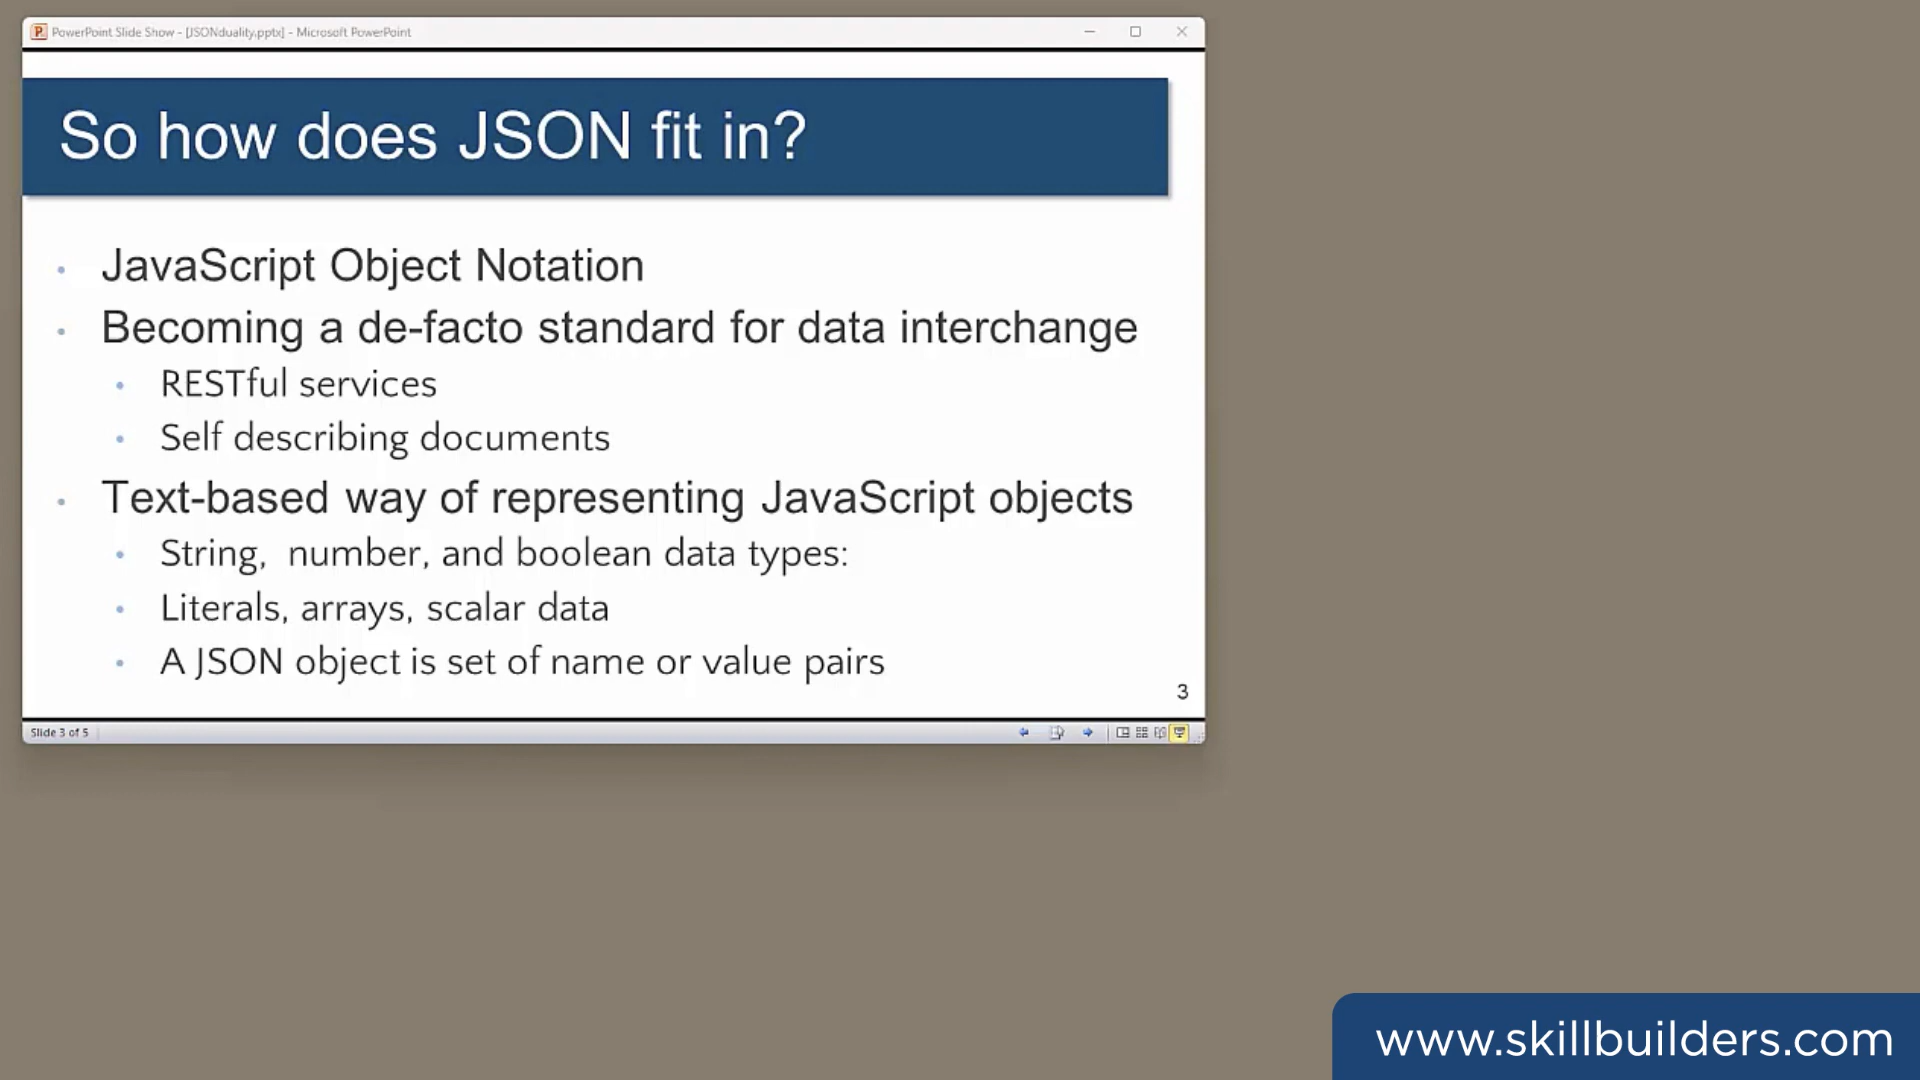 PowerPoint Slide Show - [JSONduality.pptx] - Microsoft PowerPoint
So how does JSON fit in?
• JavaScript Object Notation
• Becoming a de-facto standard for data interchange
• RESTful services
• Self describing documents
• Text-based way of representing JavaScript objects
• String,  number, and boolean data types:
• Literals, arrays, scalar data
• A JSON object is set of name or value pairs
3
Slide 3 of 5
www.skillbuilders.com